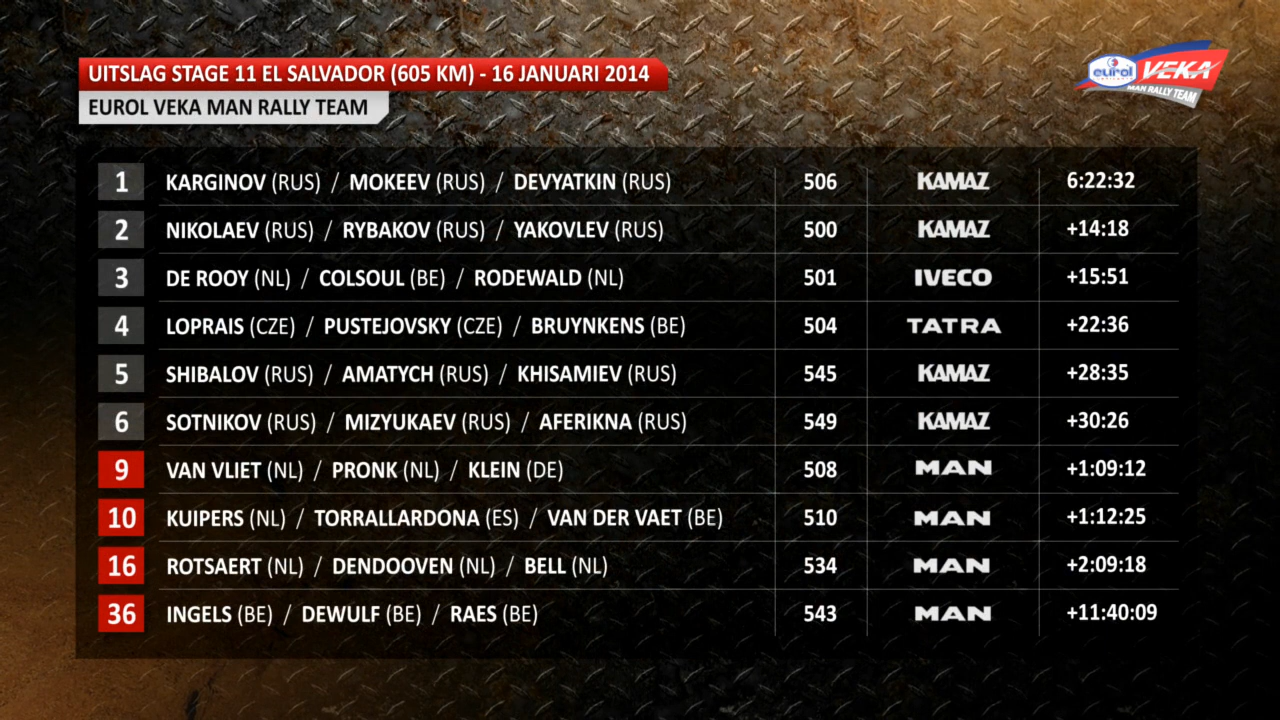 UITSLAG STAGE 11 EL SALVADOR (605 KM) - 16 JANUARI 2014
EUROL VEKA MAN RALLY TEAM
eurol VEKA
MAN RALLY TEAM
1 KARGINOV (RUS) / MOKEEV (RUS) / DEVYATKIN (RUS) 506 KAMAZ 6:22:32
2 NIKOLAEV (RUS) / RYBAKOV (RUS) / YAKOVLEV (RUS) 500 KAMAZ +14:18
3 DE ROOY (NL) / COLSOUL (BE) / RODEWALD (NL) 501 IVECO +15:51
4 LOPRAIS (CZE) / PUSTEJOVSKY (CZE) / BRUYNKENS (BE) 504 TATRA +22:36
5 SHIBALOV (RUS) / AMATYCH (RUS) / KHISAMIEV (RUS) 545 KAMAZ +28:35
6 SOTNIKOV (RUS) / MIZYUKAEV (RUS) / AFERIKNA (RUS) 549 KAMAZ +30:26
9 VAN VLIET (NL) / PRONK (NL) / KLEIN (DE) 508 MAN +1:09:12
10 KUIPERS (NL) / TORRALLARDONA (ES) / VAN DER VAET (BE) 510 MAN +1:12:25
16 ROTSAERT (NL) / DENDOOVEN (NL) / BELL (NL) 534 MAN +2:09:18
36 INGELS (BE) / DEWULF (BE) / RAES (BE) 543 MAN +11:40:09